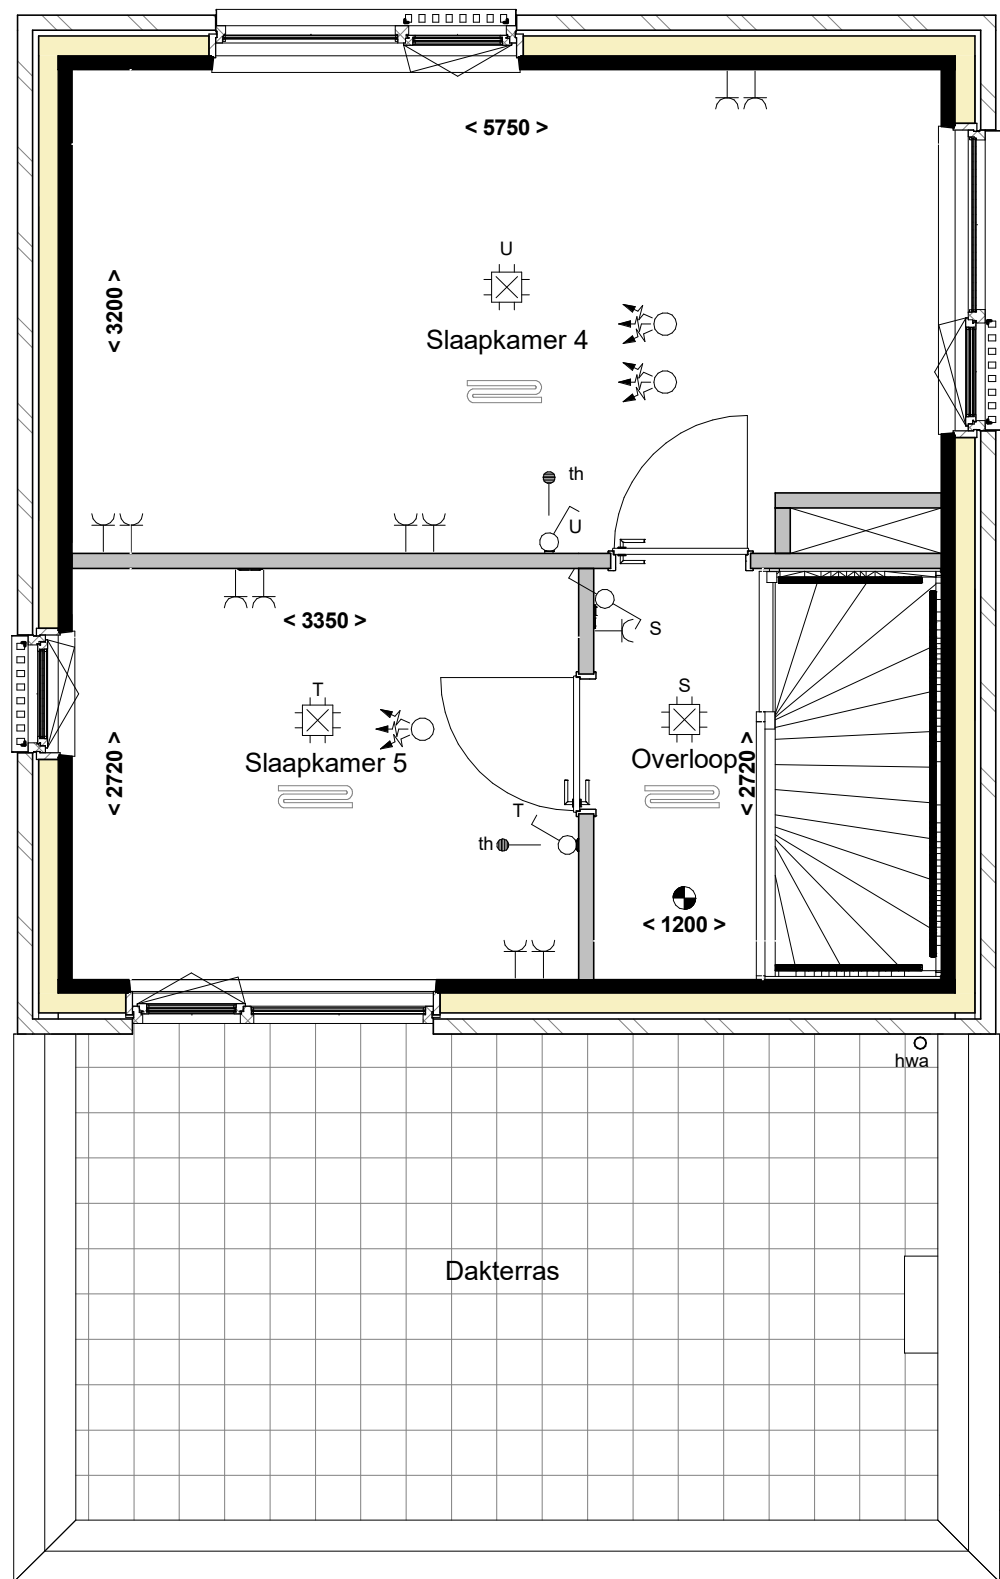 < 5750 >
U
< 3200 >
Slaapkamer 4
th
U
< 3350 >
S
T
S
Slaapkamer 5
Overloop
< 2720 >
< 2720 >
T
th
< 1200 >
hwa
Dakterras